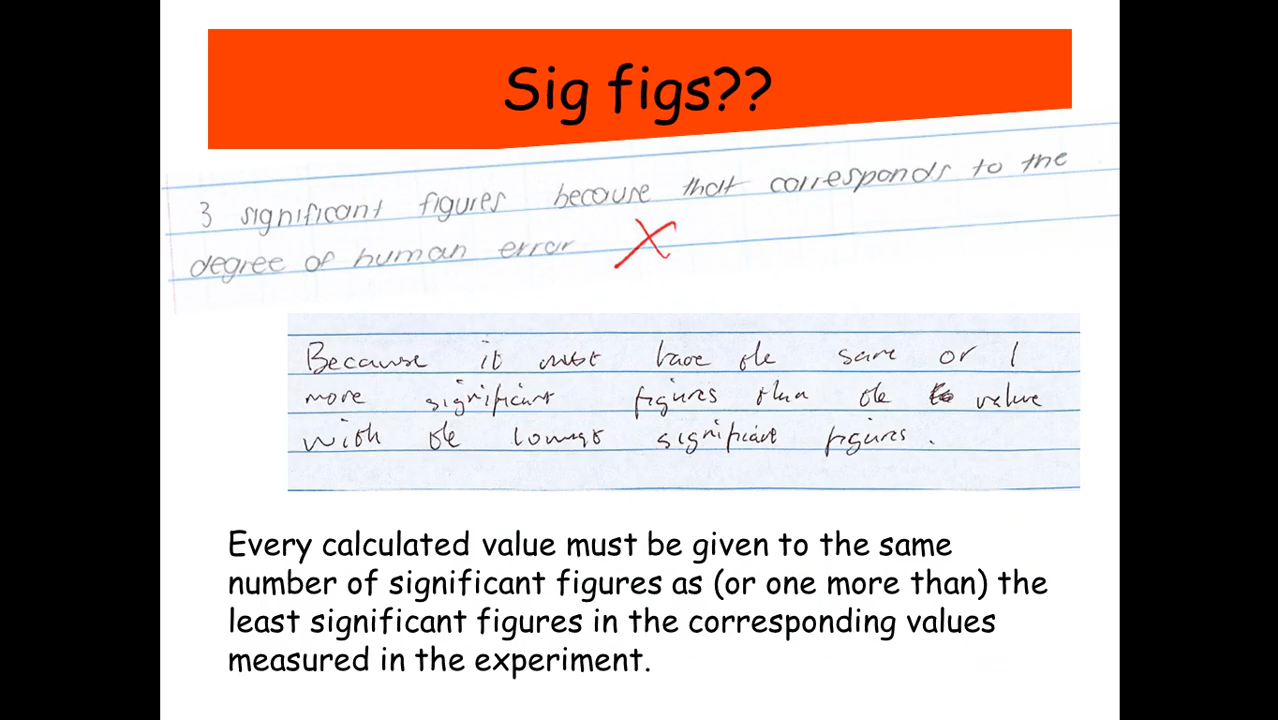 Sig figs??
3 significant figures because that corresponds to the
degree of human error
Because it must have the same or 1
more significant figures than the value
with the lowest significant figures.
Every calculated value must be given to the same
number of significant figures as (or one more than) the
least significant figures in the corresponding values
measured in the experiment.